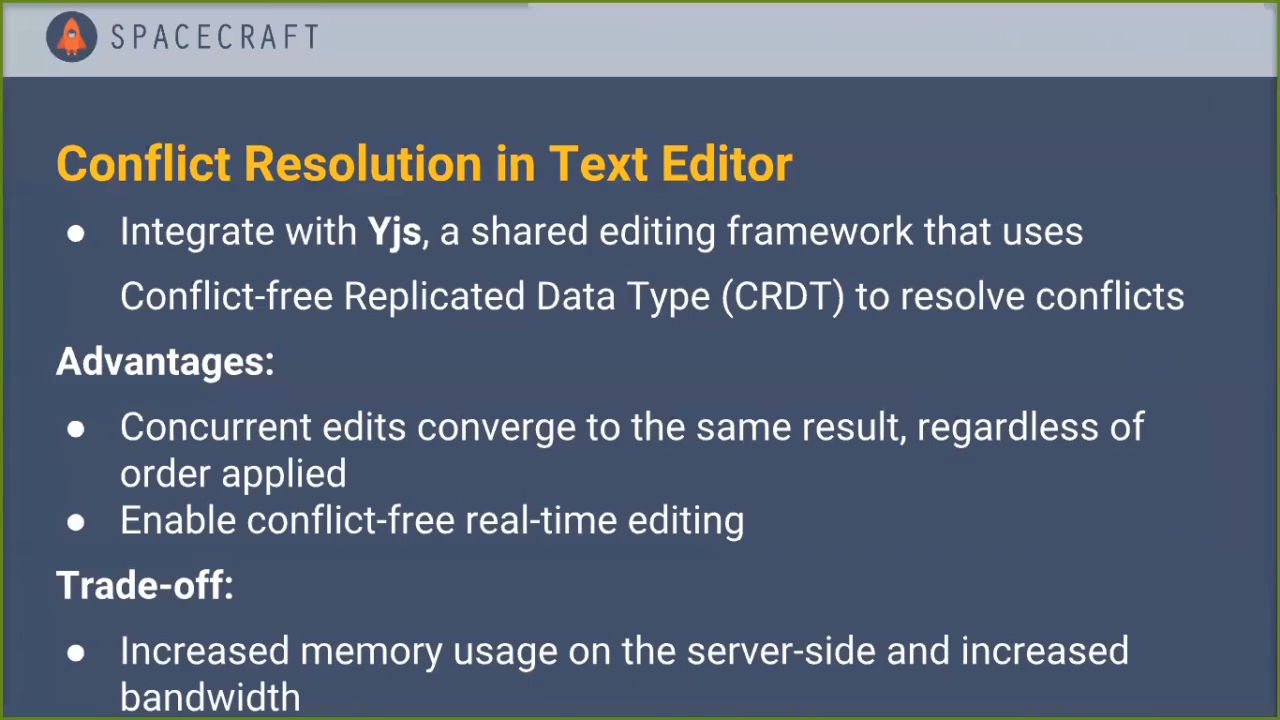 SPACECRAFT
Conflict Resolution in Text Editor
● Integrate with Yjs, a shared editing framework that uses
Conflict-free Replicated Data Type (CRDT) to resolve conflicts
Advantages:
● Concurrent edits converge to the same result, regardless of
order applied
● Enable conflict-free real-time editing
Trade-off:
● Increased memory usage on the server-side and increased
bandwidth